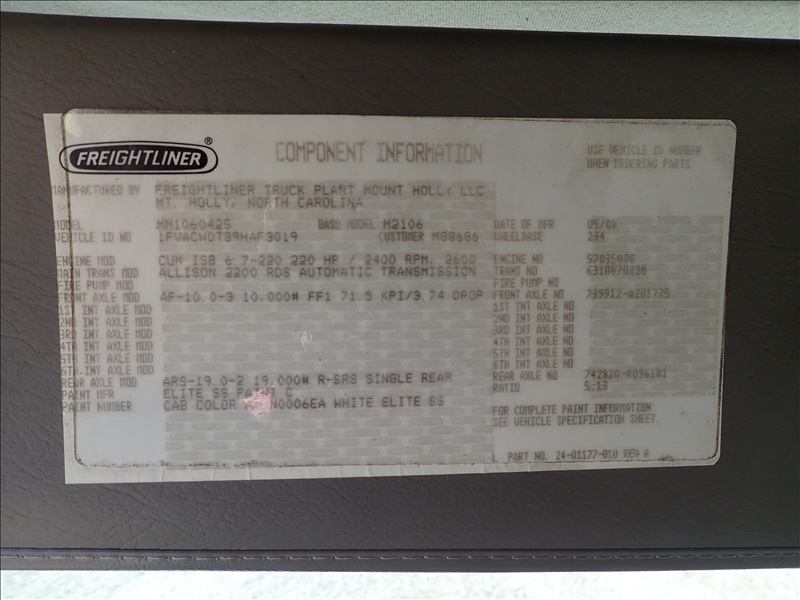 FREIGHTLINER®
COMPONENT INFORMATION
USE VEHICLE ID NUMBER
WHEN ORDERING PARTS.
MANUFACTURED BY FREIGHTLINER TRUCK PLANT MOUNT HOLLY LLC
MT. HOLLY, NORTH CAROLINA
MODEL MM106042S BASE MODEL M2106 DATE OF MFR 05/08
VEHICLE ID NO 1FVACWDT39HAF3019 CUSTOMER M88686 WHEELBASE 234
ENGINE MOD CUM ISB 6.7-220 220 HP / 2400 RPM, 2600 ENGINE NO
MAIN TRANS MOD ALLISON 2200 RDS AUTOMATIC TRANSMISSION TRANS NO 6310870820
FIRE PUMP MOD FIRE PUMP NO
FRONT AXLE MOD AF-10.0-3 10,000# FF1 71.5 KPI/3.74 DROP FRONT AXLE NO 739912-A201775
1ST INT AXLE MOD 1ST INT AXLE NO
2ND INT AXLE MOD 2ND INT AXLE NO
3RD INT AXLE MOD 3RD INT AXLE NO
4TH INT AXLE MOD 4TH INT AXLE NO
5TH INT AXLE MOD 5TH INT AXLE NO
6TH INT AXLE MOD 6TH INT AXLE NO
REAR AXLE MOD ARS-19.0-2 19,000# R-SRS SINGLE REAR REAR AXLE NO
PAINT MFR ELITE SS PAINT C RATIO 5.13
PAINT NUMBER CAB COLOR N0006EA WHITE ELITE SS
FOR COMPLETE PAINT INFORMATION
SEE VEHICLE SPECIFICATION SHEET.
PART NO. 24-01177-010 REV A